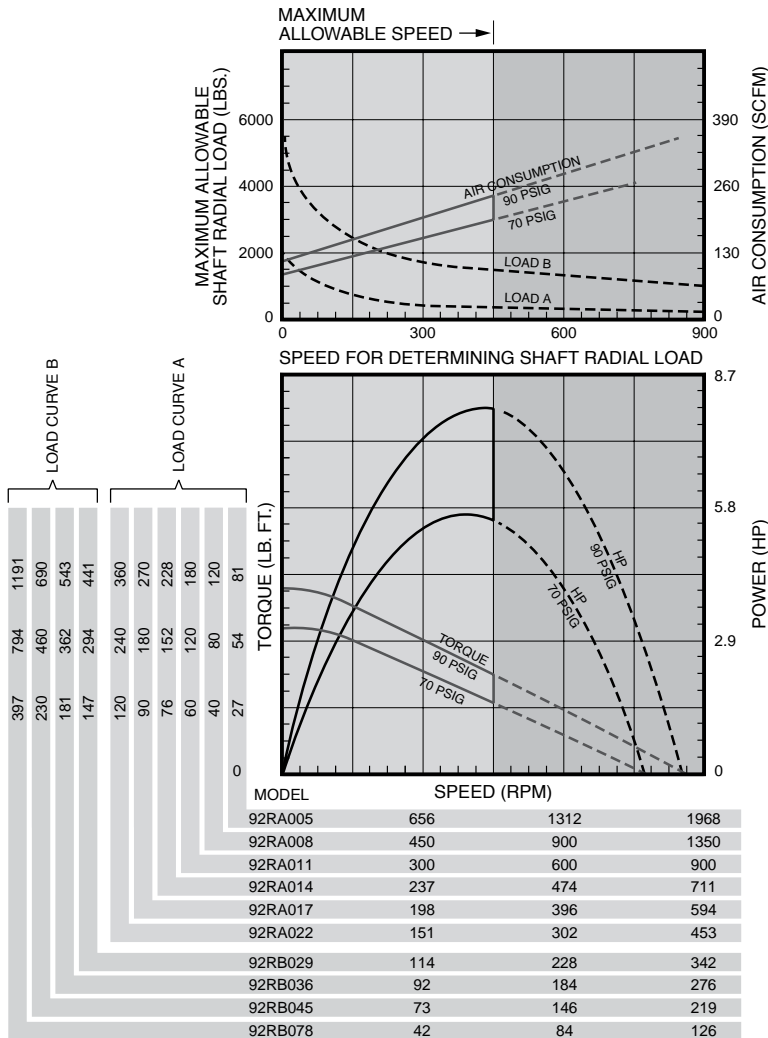 MAXIMUM
ALLOWABLE SPEED
MAXIMUM ALLOWABLE
SHAFT RADIAL LOAD (LBS.)
6000
4000
2000
0
390
260
130
0
AIR CONSUMPTION (SCFM)
AIR CONSUMPTION
90 PSIG
70 PSIG
LOAD B
LOAD A
0 300 600 900
SPEED FOR DETERMINING SHAFT RADIAL LOAD
LOAD CURVE B
LOAD CURVE A
1191 690 543 441 360 270 228 180 120 81
794 460 362 294 240 180 152 120 80 54
397 230 181 147 120 90 76 60 40 27
0
TORQUE (LB. FT.)
8.7
5.8
2.9
0
POWER (HP)
HP
90 PSIG
HP
70 PSIG
TORQUE
90 PSIG
70 PSIG
MODEL SPEED (RPM)
92RA005 656 1312 1968
92RA008 450 900 1350
92RA011 300 600 900
92RA014 237 474 711
92RA017 198 396 594
92RA022 151 302 453
92RB029 114 228 342
92RB036 92 184 276
92RB045 73 146 219
92RB078 42 84 126